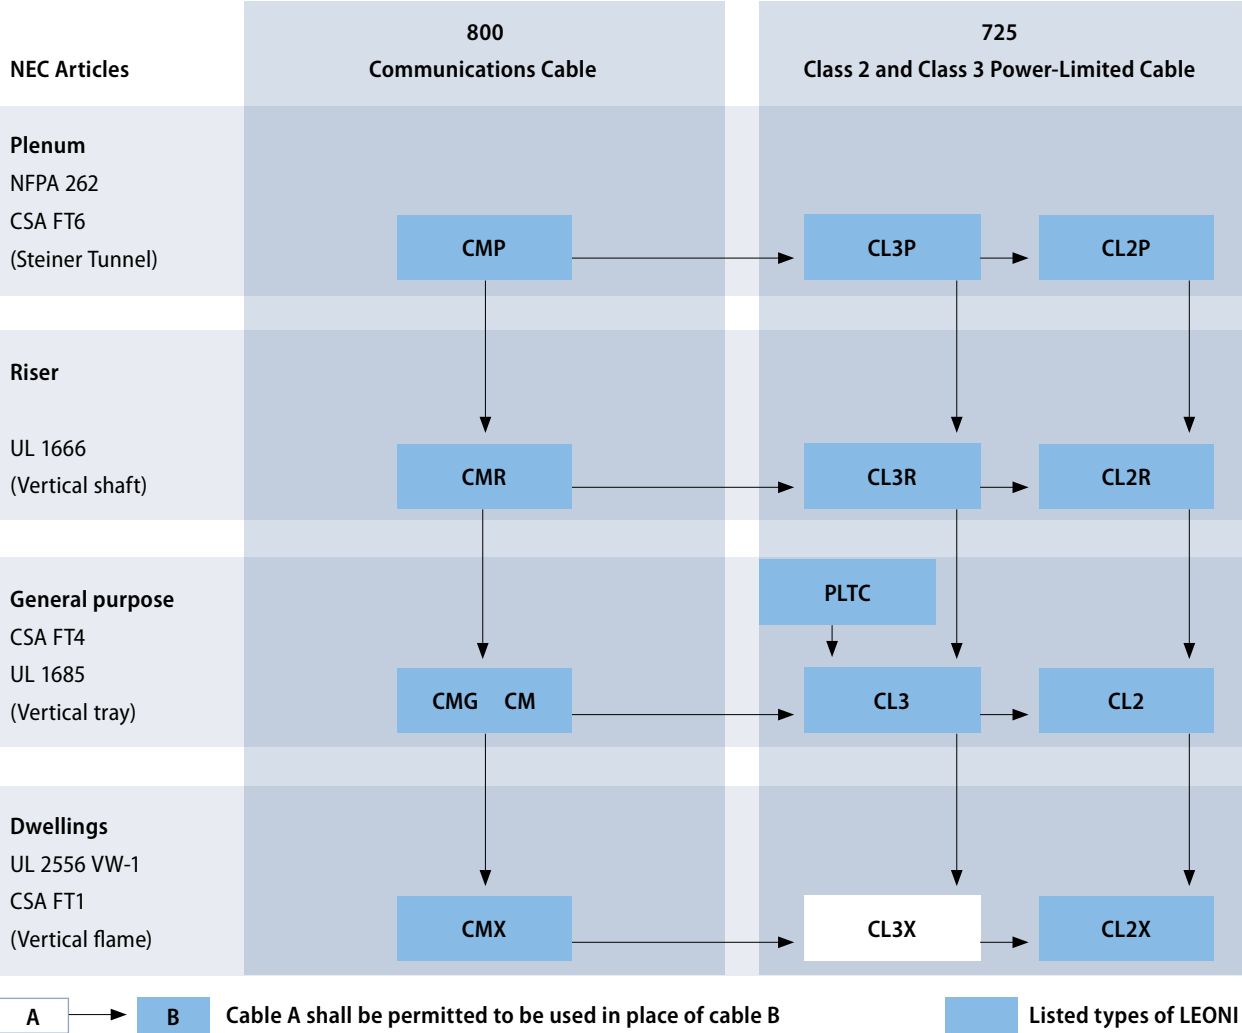 NEC Articles
800
Communications Cable
725
Class 2 and Class 3 Power-Limited Cable
Plenum
NFPA 262
CSA FT6
(Steiner Tunnel)
CMP
CL3P
CL2P
Riser
UL 1666
(Vertical shaft)
CMR
CL3R
CL2R
General purpose
CSA FT4
UL 1685
(Vertical tray)
PLTC
CMG CM
CL3
CL2
Dwellings
UL 2556 VW-1
CSA FT1
(Vertical flame)
CMX
CL3X
CL2X
A
B
Cable A shall be permitted to be used in place of cable B
Listed types of LEONI